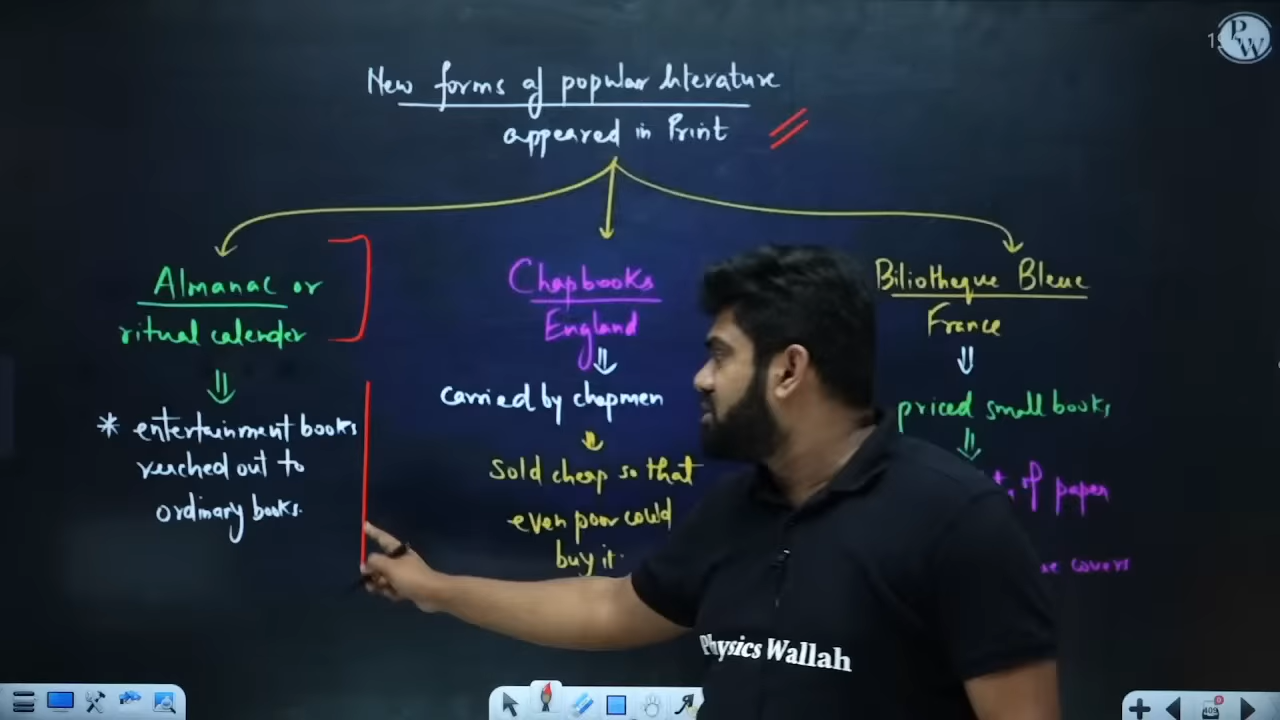 New forms of popular literature
appeared in Print
Almanac or
ritual calender
* entertainment books
reached out to
ordinary books.
Chapbooks
England
carried by chapmen
Sold cheap so that
even poor could
buy it.
Biliotheque Bleue
France
priced small books
of paper
covers
Physics Wallah
PW
409